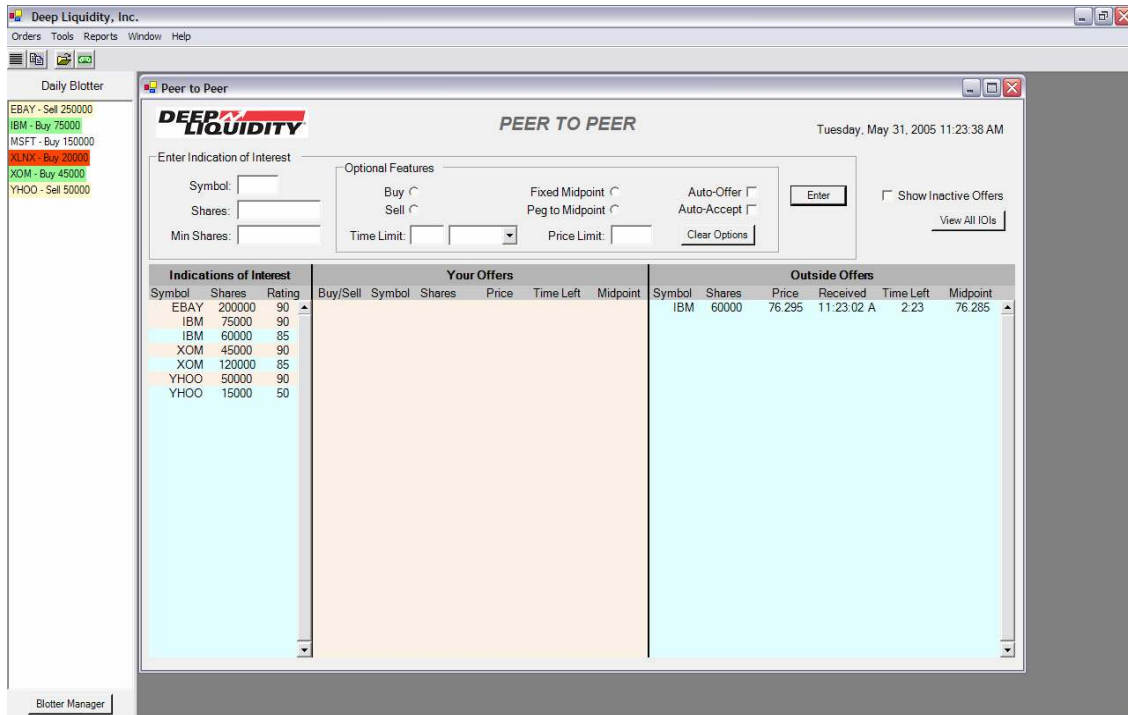 Deep Liquidity, Inc.
Orders Tools Reports Window Help
Daily Blotter
EBAY - Sell 250000
IBM - Buy 75000
MSFT - Buy 150000
XLNX - Buy 20000
XOM - Buy 45000
YHOO - Sell 50000
Blotter Manager
Peer to Peer
DEEP LIQUIDITY
PEER TO PEER
Tuesday, May 31, 2005 11:23:38 AM
Enter Indication of Interest
Symbol:
Shares:
Min Shares:
Optional Features
Buy Fixed Midpoint Auto-Offer
Sell Peg to Midpoint Auto-Accept
Time Limit: Price Limit: Clear Options
Enter
Show Inactive Offers
View All IOIs
Indications of Interest Your Offers Outside Offers
Symbol Shares Rating Buy/Sell Symbol Shares Price Time Left Midpoint Symbol Shares Price Received Time Left Midpoint
EBAY 200000 90 IBM 60000 76.295 11:23:02 A 2:23 76.285
IBM 75000 90
IBM 60000 85
XOM 45000 90
XOM 120000 85
YHOO 50000 90
YHOO 15000 50